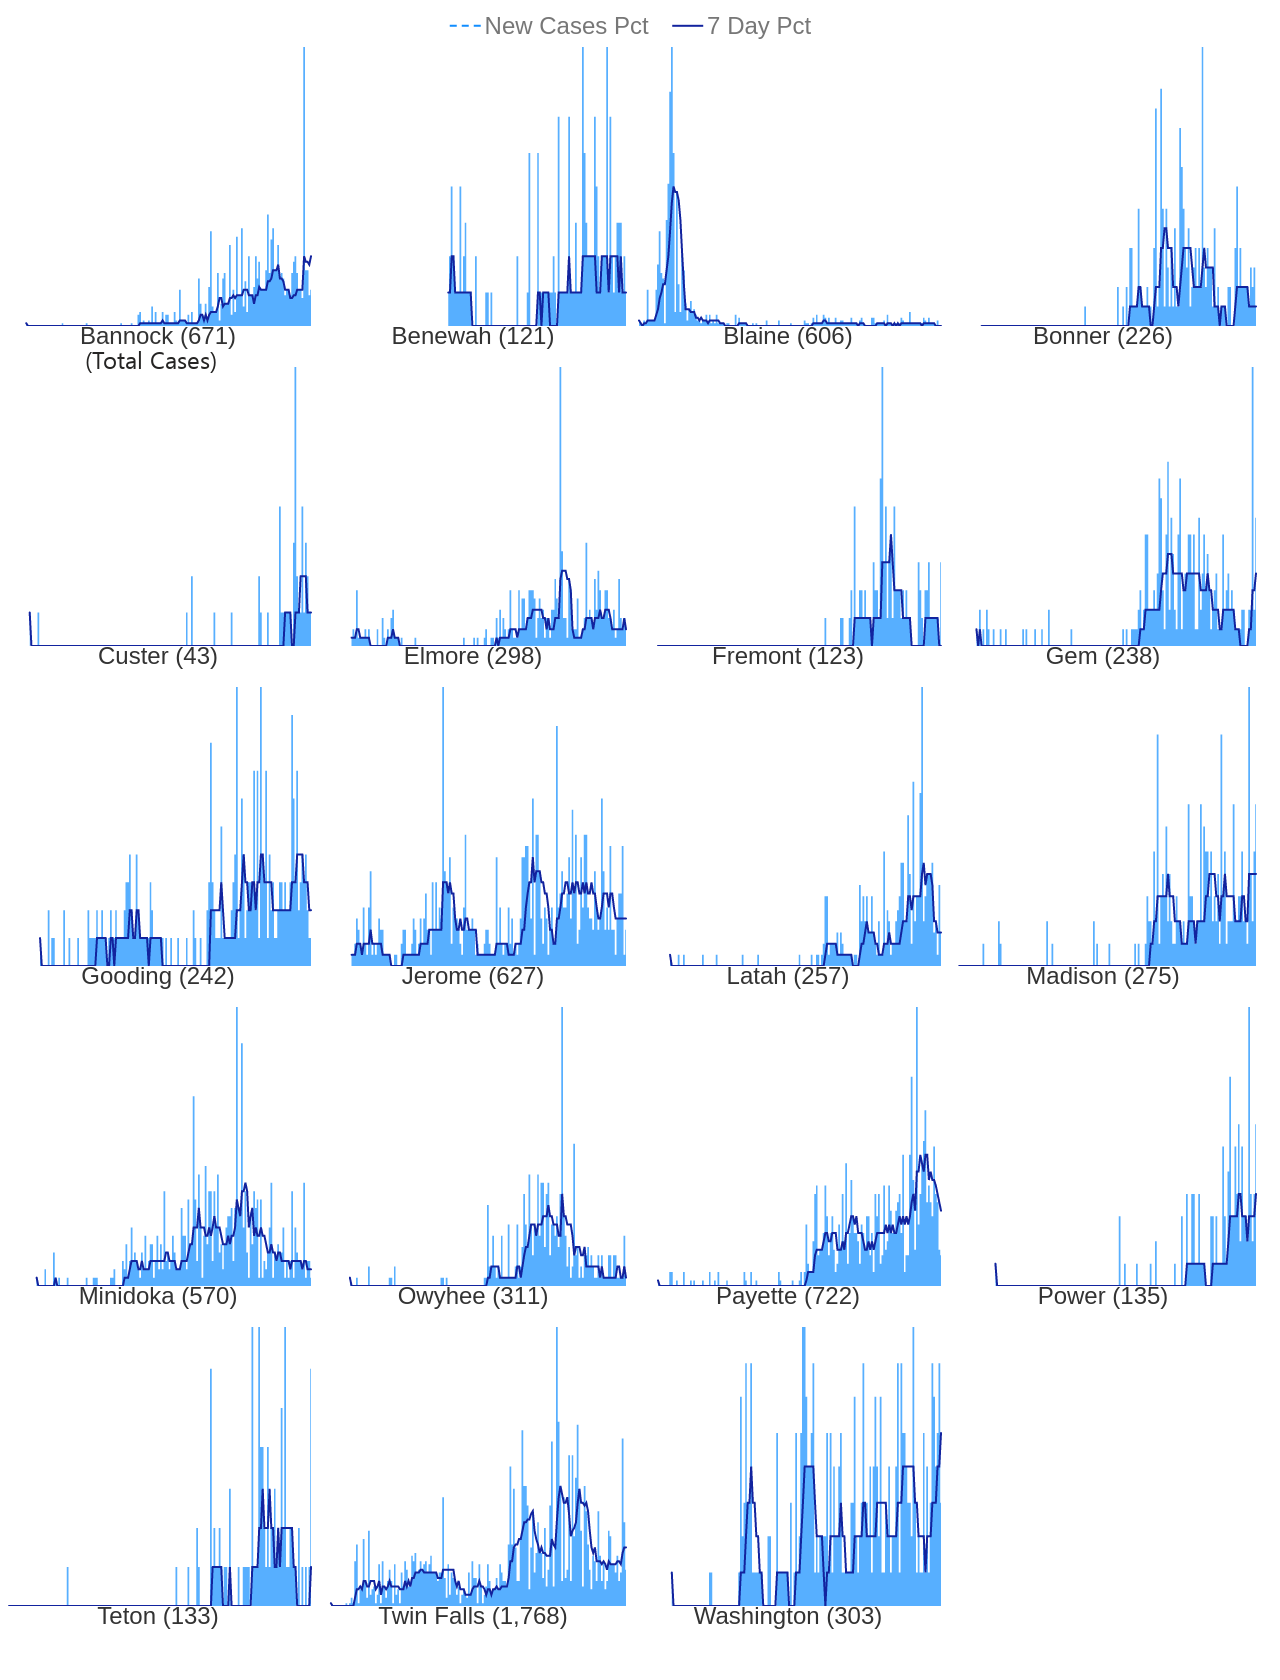 New Cases Pct 7 Day Pct
Bannock (671) Benewah (121) Blaine (606) Bonner (226)
(Total Cases)
Custer (43) Elmore (298) Fremont (123) Gem (238)
Gooding (242) Jerome (627) Latah (257) Madison (275)
Minidoka (570) Owyhee (311) Payette (722) Power (135)
Teton (133) Twin Falls (1,768) Washington (303)